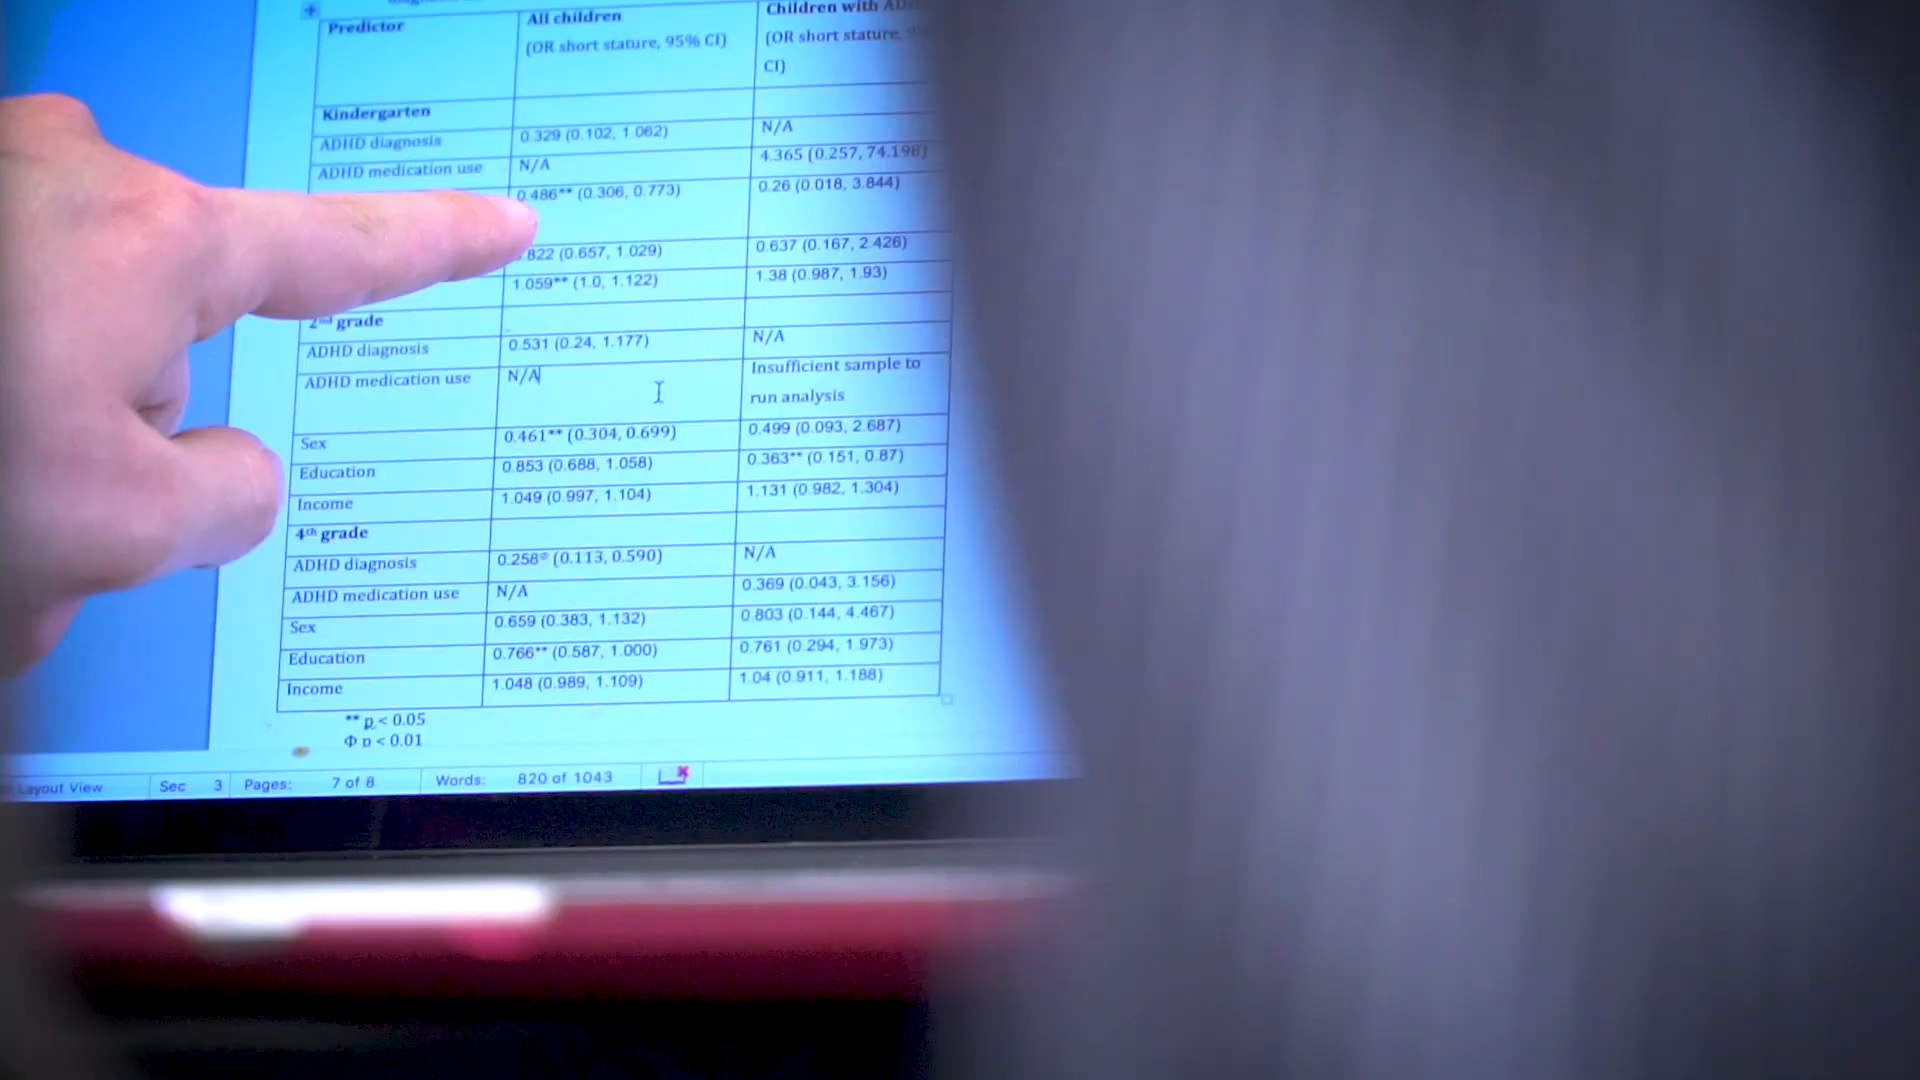 Predictor All children Children with
(OR short stature, 95% CI) (OR short stature,
CI)
Kindergarten
ADHD diagnosis 0.329 (0.102, 1.062) N/A
ADHD medication use N/A 4.365 (0.257, 74.198)
0.486** (0.306, 0.773) 0.26 (0.018, 3.844)
822 (0.657, 1.029) 0.637 (0.167, 2.426)
1.059** (1.0, 1.122) 1.38 (0.987, 1.93)
2nd grade
ADHD diagnosis 0.531 (0.24, 1.177) N/A
ADHD medication use N/A Insufficient sample to
run analysis
Sex 0.461** (0.304, 0.699) 0.499 (0.093, 2.687)
Education 0.853 (0.688, 1.058) 0.363** (0.151, 0.87)
Income 1.049 (0.997, 1.104) 1.131 (0.982, 1.304)
4th grade
ADHD diagnosis 0.258Φ (0.113, 0.590) N/A
ADHD medication use N/A 0.369 (0.043, 3.156)
Sex 0.659 (0.383, 1.132) 0.803 (0.144, 4.467)
Education 0.766** (0.587, 1.000) 0.761 (0.294, 1.973)
Income 1.048 (0.989, 1.109) 1.04 (0.911, 1.188)
** p < 0.05
Φ p < 0.01
Layout View Sec 3 Pages: 7 of 8 Words: 820 of 1043